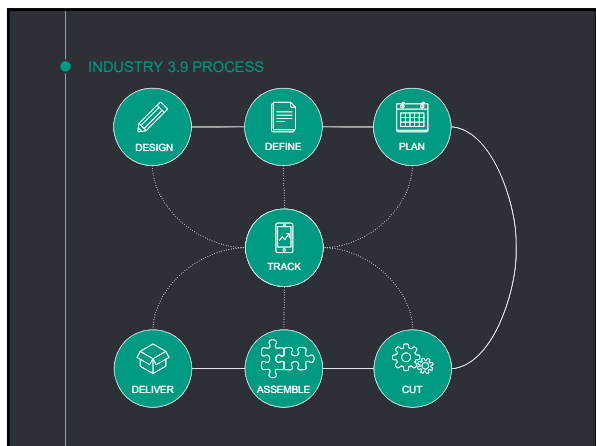 INDUSTRY 3.9 PROCESS
DESIGN
DEFINE
PLAN
TRACK
DELIVER
ASSEMBLE
CUT